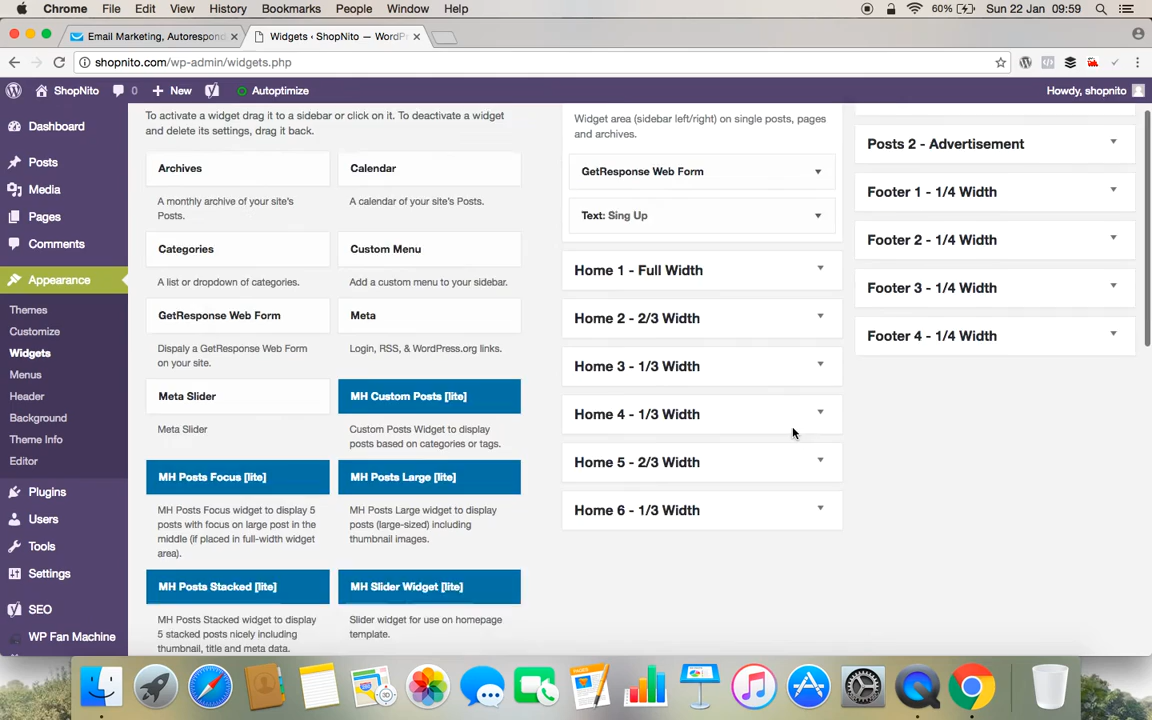 Chrome File Edit View History Bookmarks People Window Help 60% Sun 22 Jan 09:59
Email Marketing, Autorespond Widgets ‹ ShopNito — WordPr
shopnito.com/wp-admin/widgets.php
ShopNito 0 New Autoptimize Howdy, shopnito
Dashboard
Posts
Media
Pages
Comments
Appearance
Themes
Customize
Widgets
Menus
Header
Background
Theme Info
Editor
Plugins
Users
Tools
Settings
SEO
WP Fan Machine
To activate a widget drag it to a sidebar or click on it. To deactivate a widget
and delete its settings, drag it back.
Archives
A monthly archive of your site's
Posts.
Calendar
A calendar of your site's Posts.
Categories
A list or dropdown of categories.
Custom Menu
Add a custom menu to your sidebar.
GetResponse Web Form
Dispaly a GetResponse Web Form
on your site.
Meta
Login, RSS, & WordPress.org links.
Meta Slider
Meta Slider
MH Custom Posts [lite]
Custom Posts Widget to display
posts based on categories or tags.
MH Posts Focus [lite]
MH Posts Focus widget to display 5
posts with focus on large post in the
middle (if placed in full-width widget
area).
MH Posts Large [lite]
MH Posts Large widget to display
posts (large-sized) including
thumbnail images.
MH Posts Stacked [lite]
MH Posts Stacked widget to display
5 stacked posts nicely including
thumbnail, title and meta data.
MH Slider Widget [lite]
Slider widget for use on homepage
template.
Widget area (sidebar left/right) on single posts, pages
and archives.
GetResponse Web Form
Text: Sing Up
Home 1 - Full Width
Home 2 - 2/3 Width
Home 3 - 1/3 Width
Home 4 - 1/3 Width
Home 5 - 2/3 Width
Home 6 - 1/3 Width
Posts 2 - Advertisement
Footer 1 - 1/4 Width
Footer 2 - 1/4 Width
Footer 3 - 1/4 Width
Footer 4 - 1/4 Width